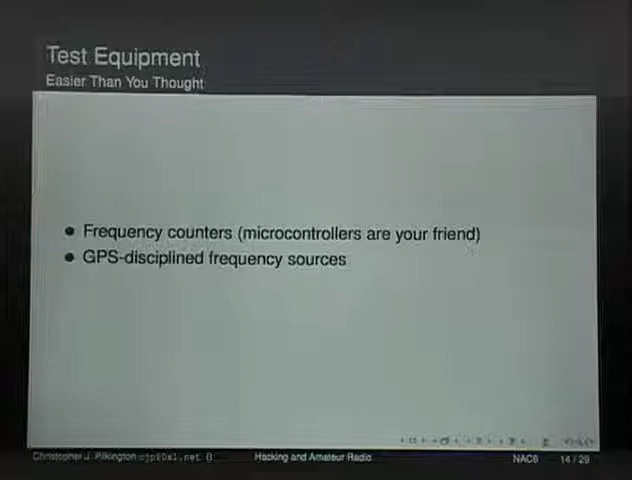 Test Equipment
Easier Than You Thought
Frequency counters (microcontrollers are your friend)
GPS-disciplined frequency sources
Christopher J. Pilkington Hacking and Amateur Radio NAC6 14 / 29